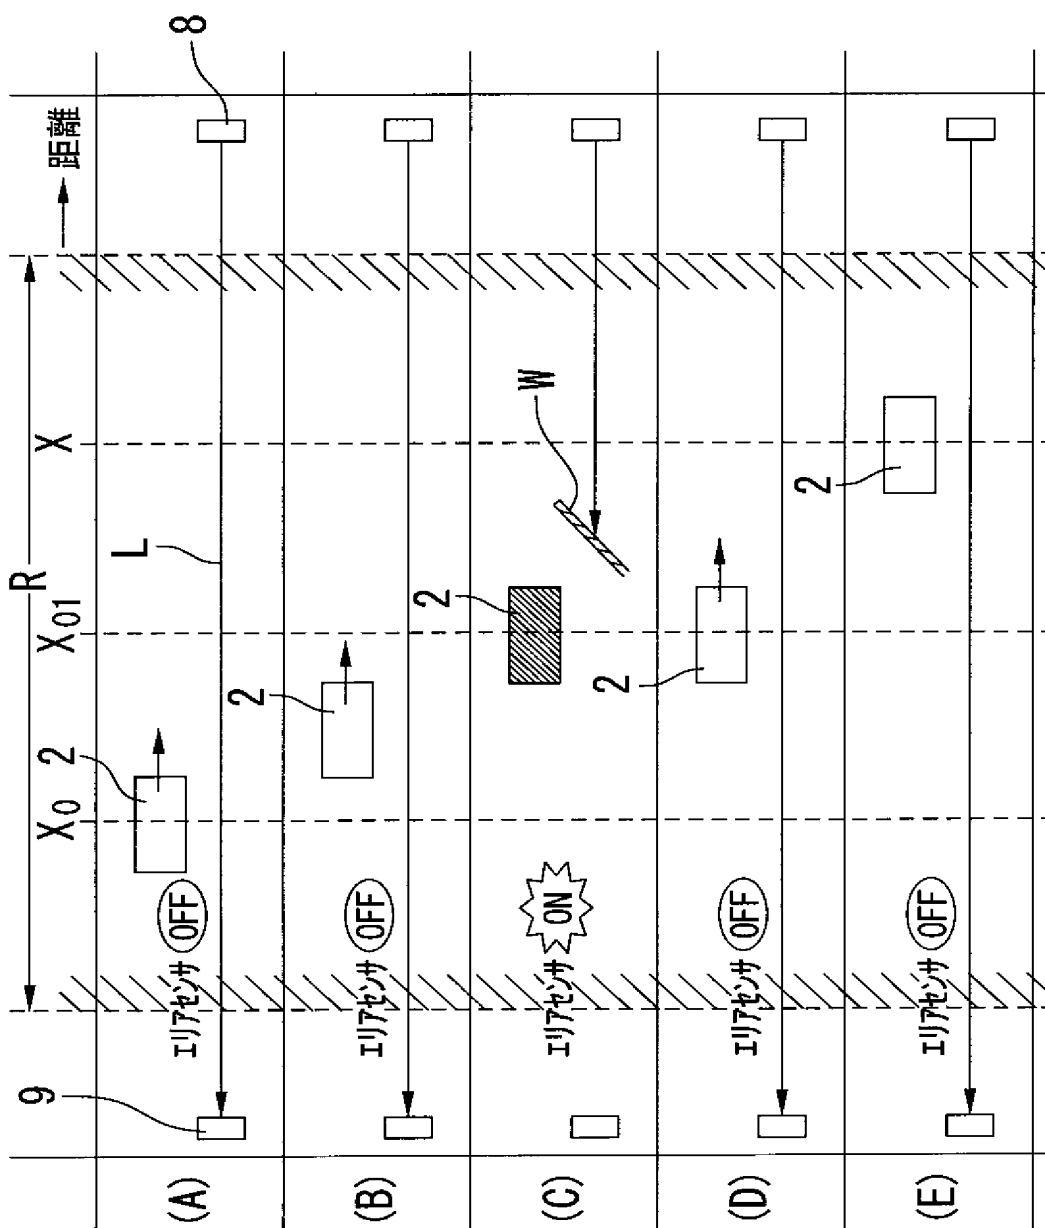 R
X0
X01
X
距離
(A)
9
エリアセンサ
OFF
2
L
8
(B)
エリアセンサ
OFF
2
(C)
エリアセンサ
ON
2
W
(D)
エリアセンサ
OFF
2
(E)
エリアセンサ
OFF
2